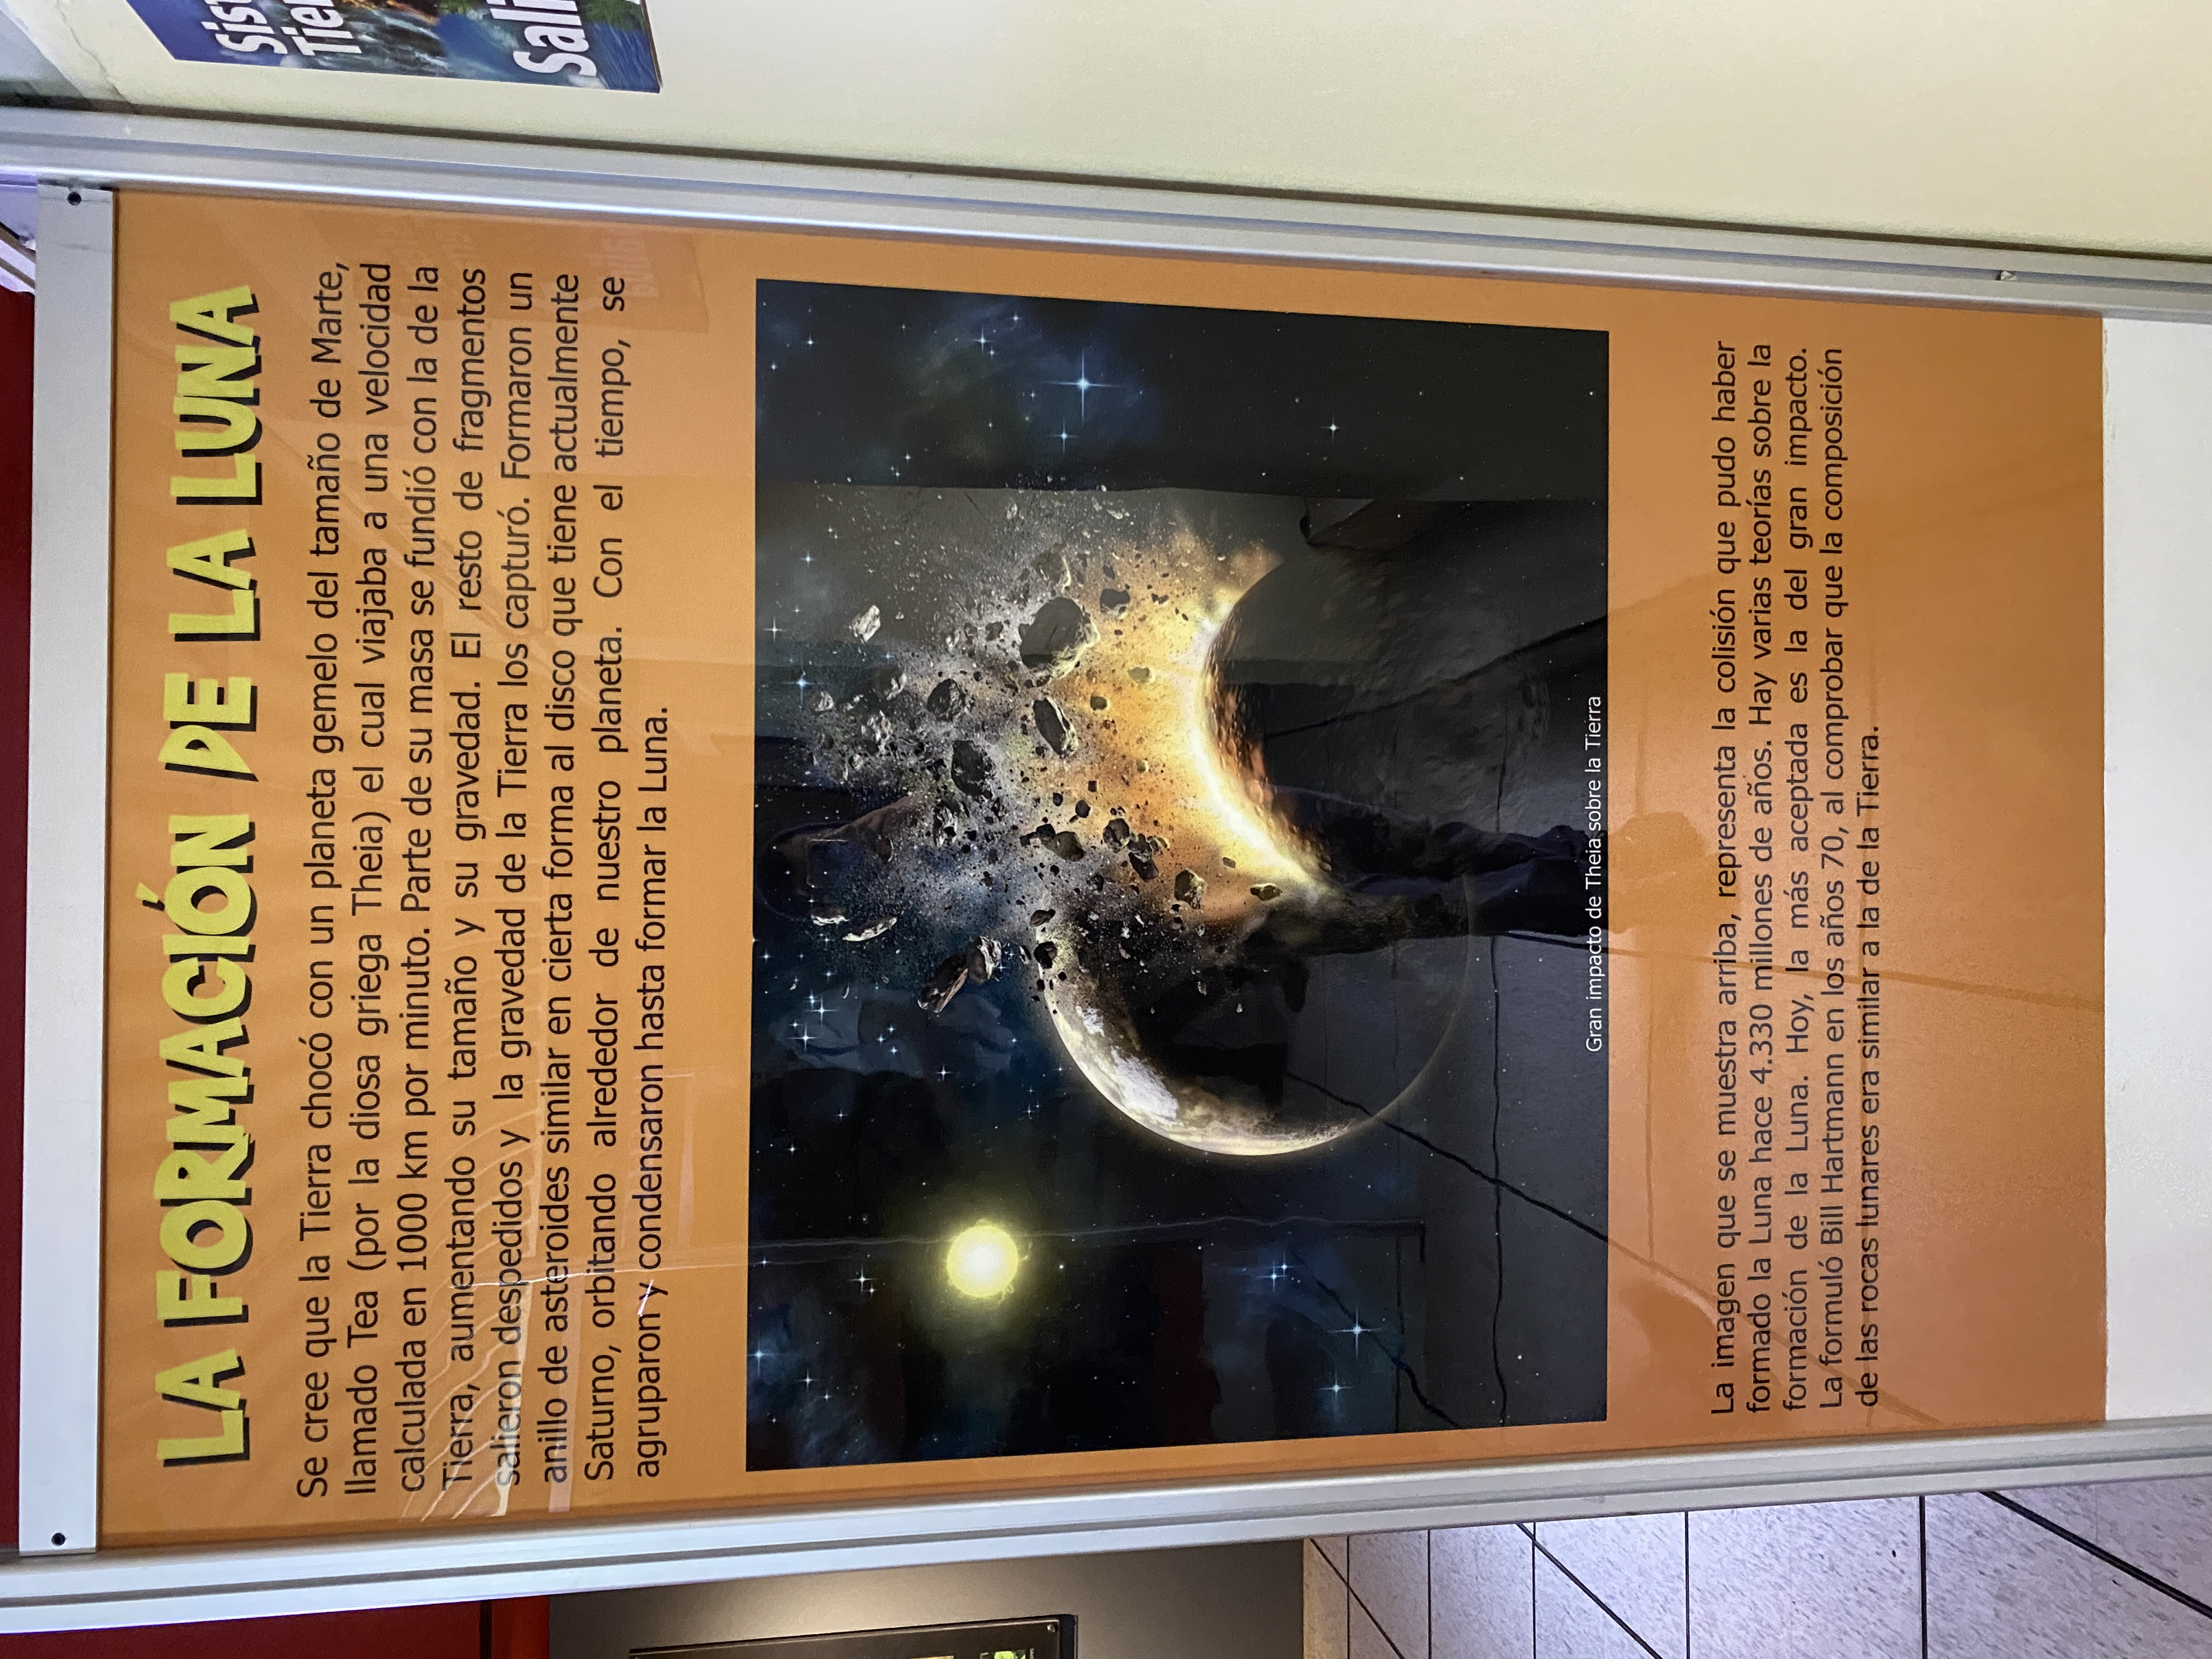 LA FORMACIÓN DE LA LUNA
Se cree que la Tierra chocó con un planeta gemelo del tamaño de Marte,
llamado Tea (por la diosa griega Theia) el cual viajaba a una velocidad
calculada en 1000 km por minuto. Parte de su masa se fundió con la de la
Tierra, aumentando su tamaño y su gravedad. El resto de fragmentos
salieron despedidos y la gravedad de la Tierra los capturó. Formaron un
anillo de asteroides similar en cierta forma al disco que tiene actualmente
Saturno, orbitando alrededor de nuestro planeta. Con el tiempo, se
agruparon y condensaron hasta formar la Luna.
Gran impacto de Theia sobre la Tierra
La imagen que se muestra arriba, representa la colisión que pudo haber
formado la Luna hace 4.330 millones de años. Hay varias teorías sobre la
formación de la Luna. Hoy, la más aceptada es la del gran impacto.
La formuló Bill Hartmann en los años 70, al comprobar que la composición
de las rocas lunares era similar a la de la Tierra.